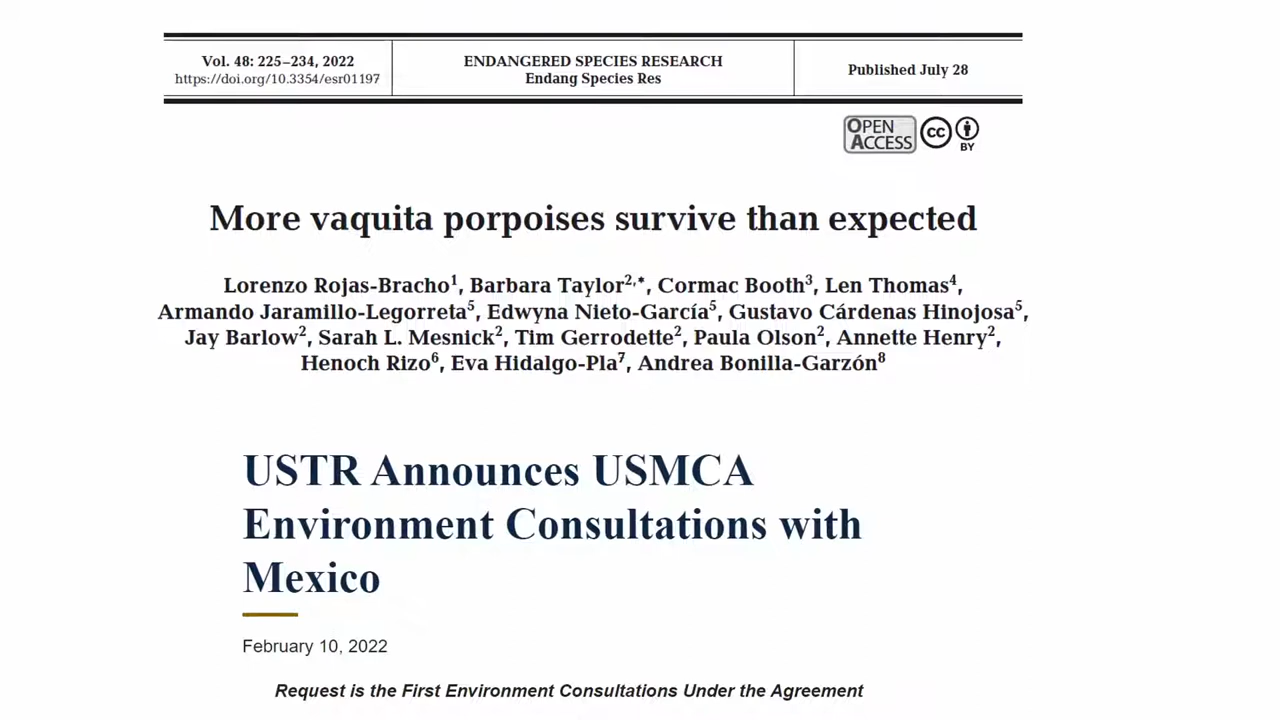 Vol. 48: 225–234, 2022
https://doi.org/10.3354/esr01197
ENDANGERED SPECIES RESEARCH
Endang Species Res
Published July 28
OPEN ACCESS
CC
BY
More vaquita porpoises survive than expected
Lorenzo Rojas-Bracho1, Barbara Taylor2,*, Cormac Booth3, Len Thomas4,
Armando Jaramillo-Legorreta5, Edwyna Nieto-García5, Gustavo Cárdenas Hinojosa5,
Jay Barlow2, Sarah L. Mesnick2, Tim Gerrodette2, Paula Olson2, Annette Henry2,
Henoch Rizo6, Eva Hidalgo-Pla7, Andrea Bonilla-Garzón8
USTR Announces USMCA
Environment Consultations with
Mexico
February 10, 2022
Request is the First Environment Consultations Under the Agreement